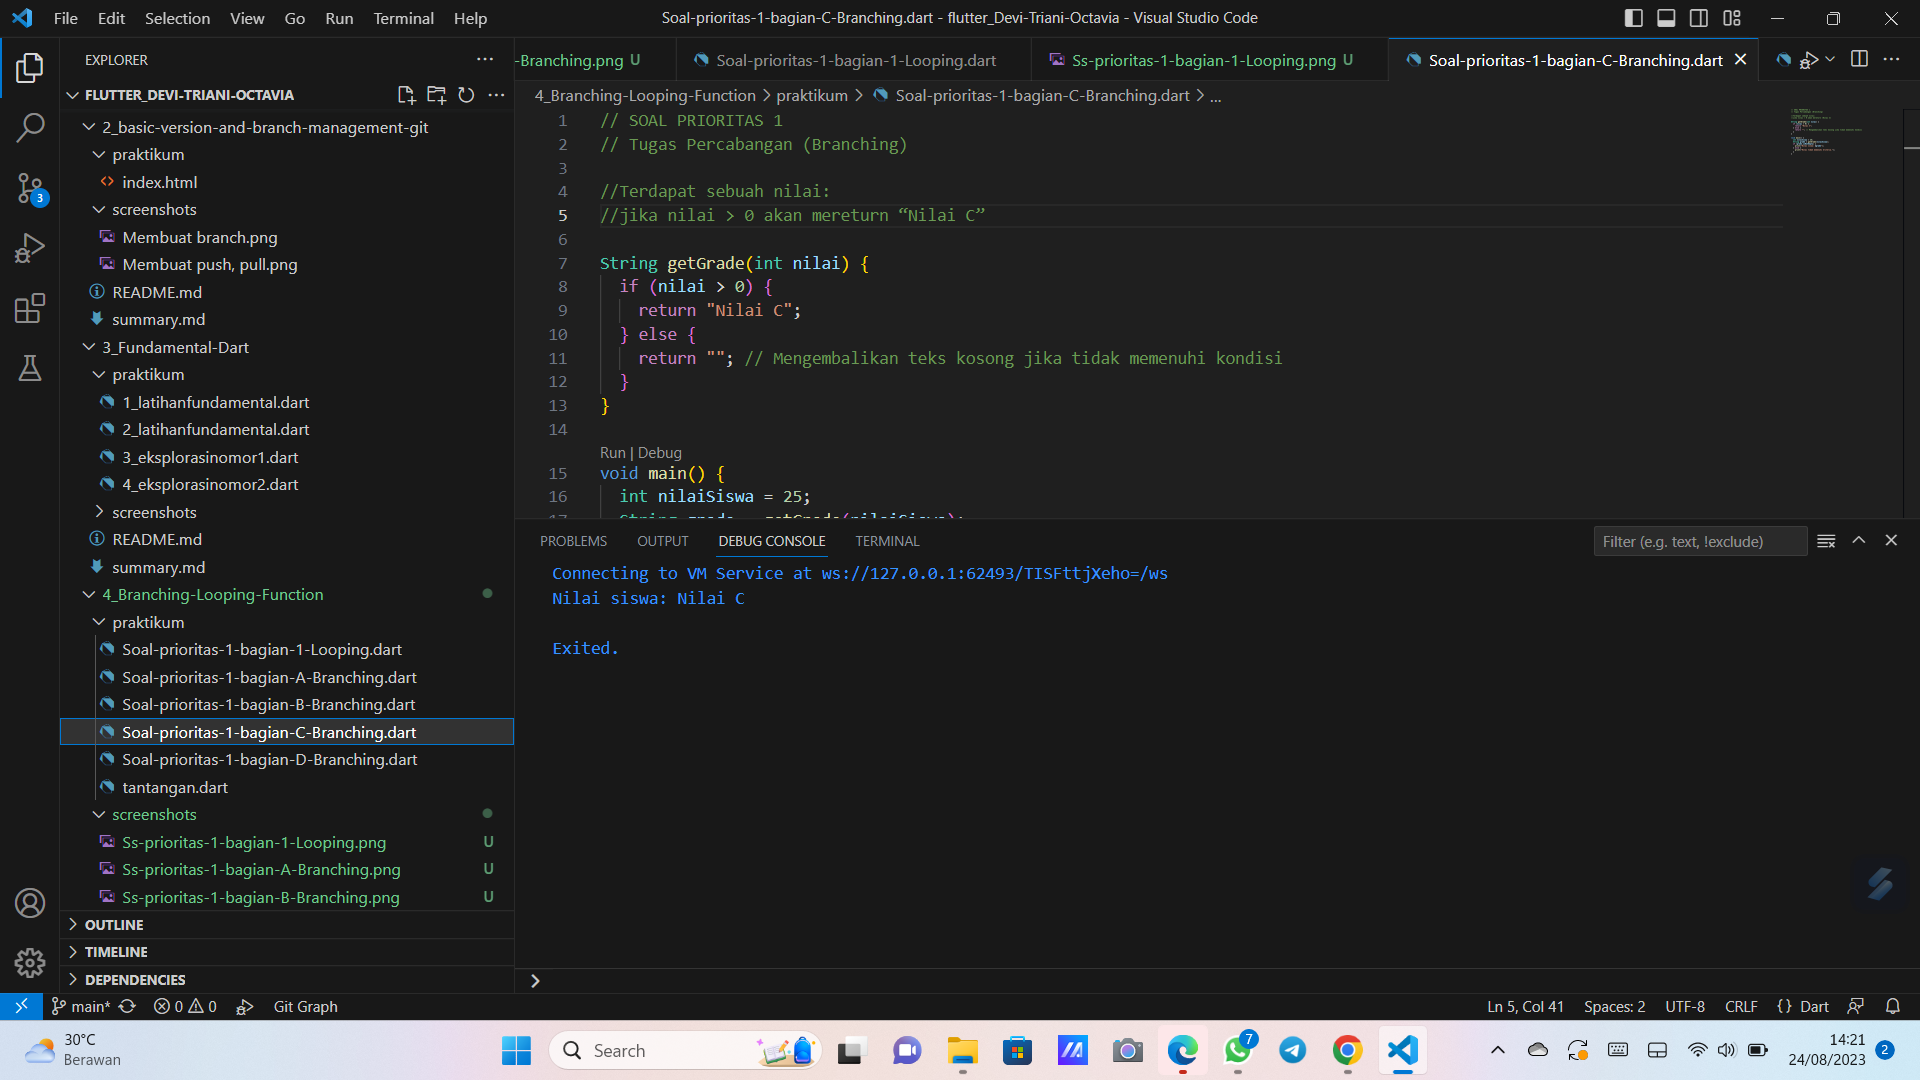 File Edit Selection View Go Run Terminal Help
Soal-prioritas-1-bagian-C-Branching.dart - flutter_Devi-Triani-Octavia - Visual Studio Code
EXPLORER
FLUTTER_DEVI-TRIANI-OCTAVIA
2_basic-version-and-branch-management-git
praktikum
index.html
screenshots
Membuat branch.png
Membuat push, pull.png
README.md
summary.md
3_Fundamental-Dart
praktikum
1_latihanfundamental.dart
2_latihanfundamental.dart
3_eksplorasinomor1.dart
4_eksplorasinomor2.dart
screenshots
README.md
summary.md
4_Branching-Looping-Function
praktikum
Soal-prioritas-1-bagian-1-Looping.dart
Soal-prioritas-1-bagian-A-Branching.dart
Soal-prioritas-1-bagian-B-Branching.dart
Soal-prioritas-1-bagian-C-Branching.dart
Soal-prioritas-1-bagian-D-Branching.dart
tantangan.dart
screenshots
Ss-prioritas-1-bagian-1-Looping.png U
Ss-prioritas-1-bagian-A-Branching.png U
Ss-prioritas-1-bagian-B-Branching.png U
OUTLINE
TIMELINE
DEPENDENCIES
3
-Branching.png U
Soal-prioritas-1-bagian-1-Looping.dart
Ss-prioritas-1-bagian-1-Looping.png U
Soal-prioritas-1-bagian-C-Branching.dart
4_Branching-Looping-Function > praktikum > Soal-prioritas-1-bagian-C-Branching.dart > ...
1 // SOAL PRIORITAS 1
2 // Tugas Percabangan (Branching)
3
4 //Terdapat sebuah nilai:
5 //jika nilai > 0 akan mereturn “Nilai C”
6
7 String getGrade(int nilai) {
8 if (nilai > 0) {
9 return "Nilai C";
10 } else {
11 return ""; // Mengembalikan teks kosong jika tidak memenuhi kondisi
12 }
13 }
14
Run | Debug
15 void main() {
16 int nilaiSiswa = 25;
17 String grade = getGrade(nilaiSiswa);
PROBLEMS OUTPUT DEBUG CONSOLE TERMINAL
Filter (e.g. text, !exclude)
Connecting to VM Service at ws://127.0.0.1:62493/TISFttjXeho=/ws
Nilai siswa: Nilai C
Exited.
main* 0 0 Git Graph
Ln 5, Col 41 Spaces: 2 UTF-8 CRLF {} Dart
30°C
Berawan
Search
7
14:21
24/08/2023
2